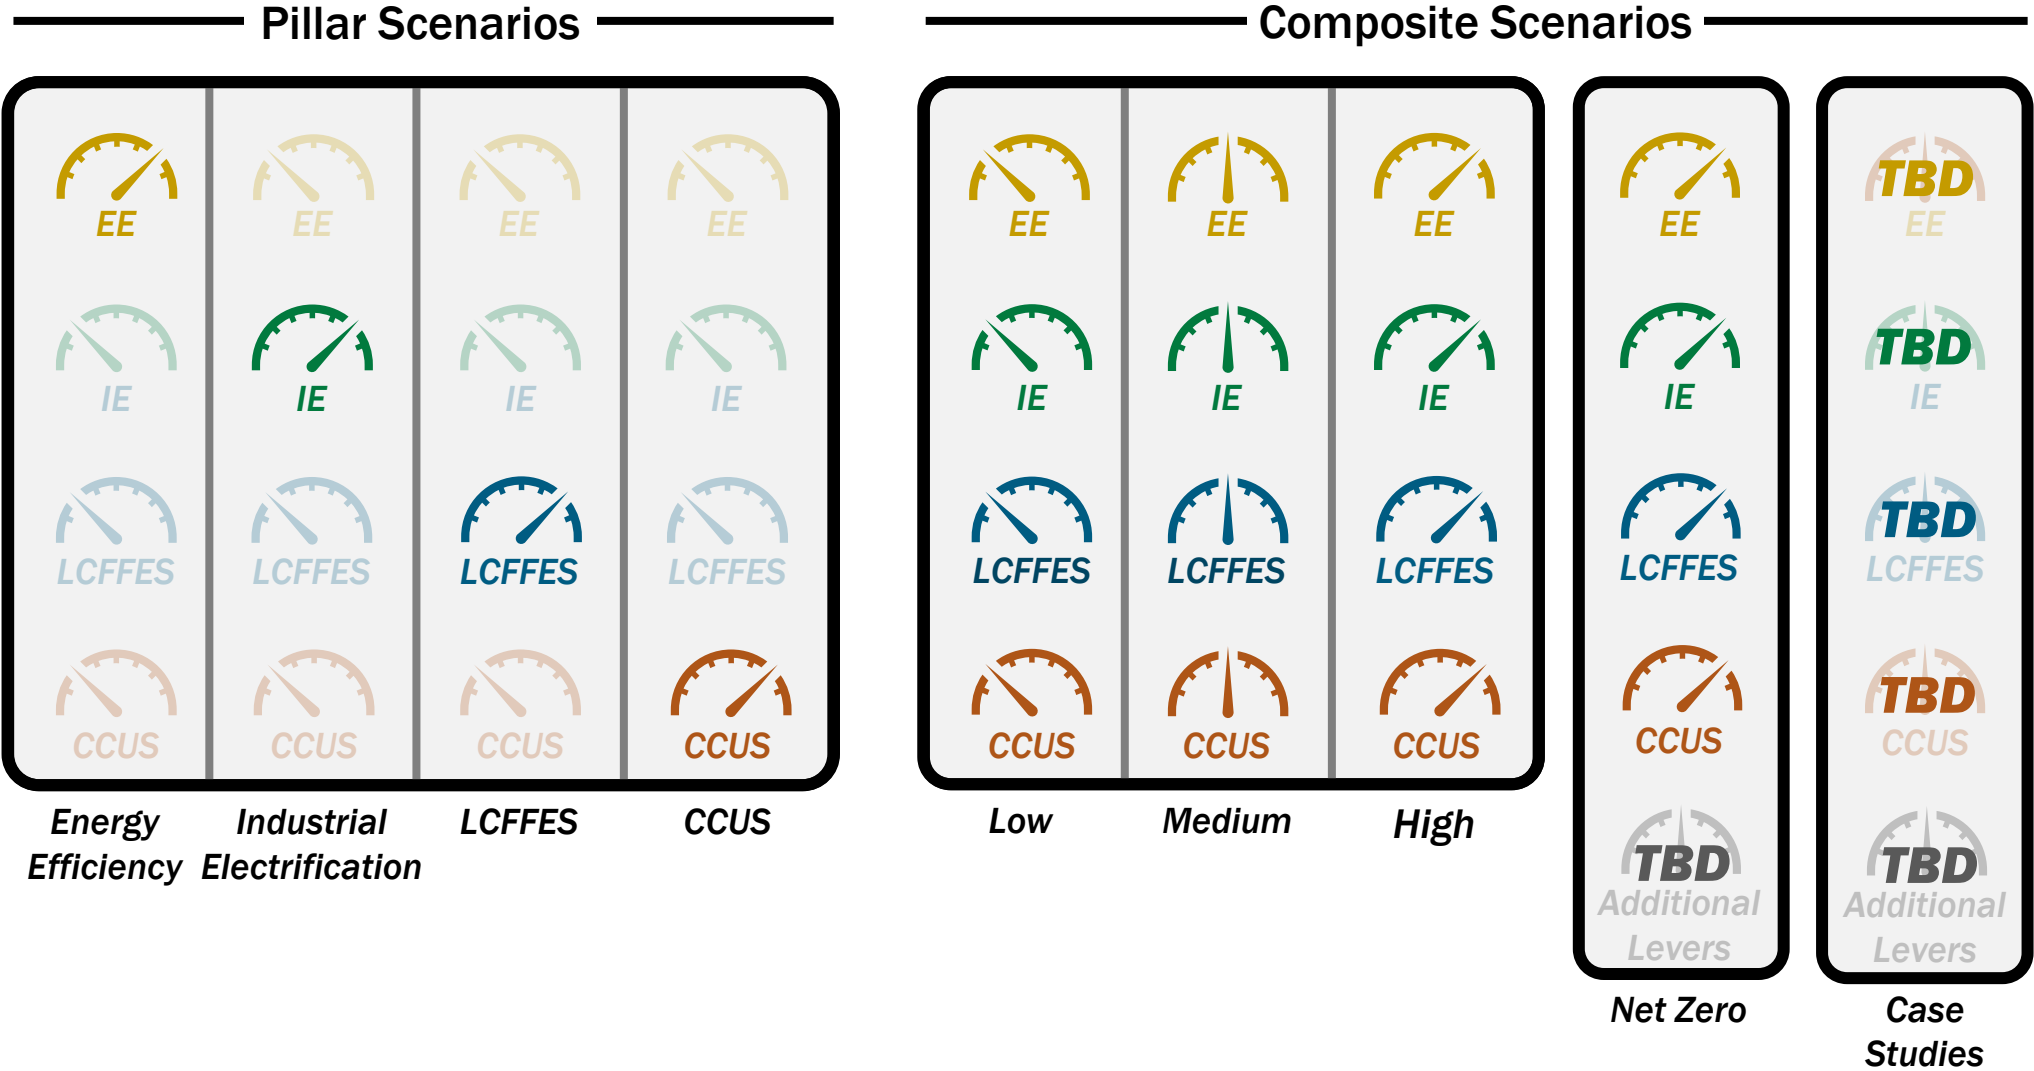 Pillar Scenarios
Composite Scenarios
EE
EE
EE
EE
EE
EE
EE
EE
TBD
EE
IE
IE
IE
IE
IE
IE
IE
IE
TBD
IE
LCFFES
LCFFES
LCFFES
LCFFES
LCFFES
LCFFES
LCFFES
LCFFES
TBD
LCFFES
CCUS
CCUS
CCUS
CCUS
CCUS
CCUS
CCUS
CCUS
TBD
CCUS
Energy
Efficiency
Industrial
Electrification
LCFFES
CCUS
Low
Medium
High
TBD
Additional
Levers
TBD
Additional
Levers
Net Zero
Case
Studies